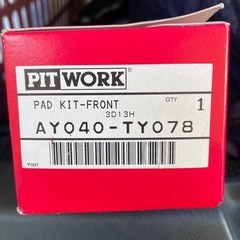 PITWORK®
PAD KIT-FRONT
QTY
1
3D13H
AY040-TY078